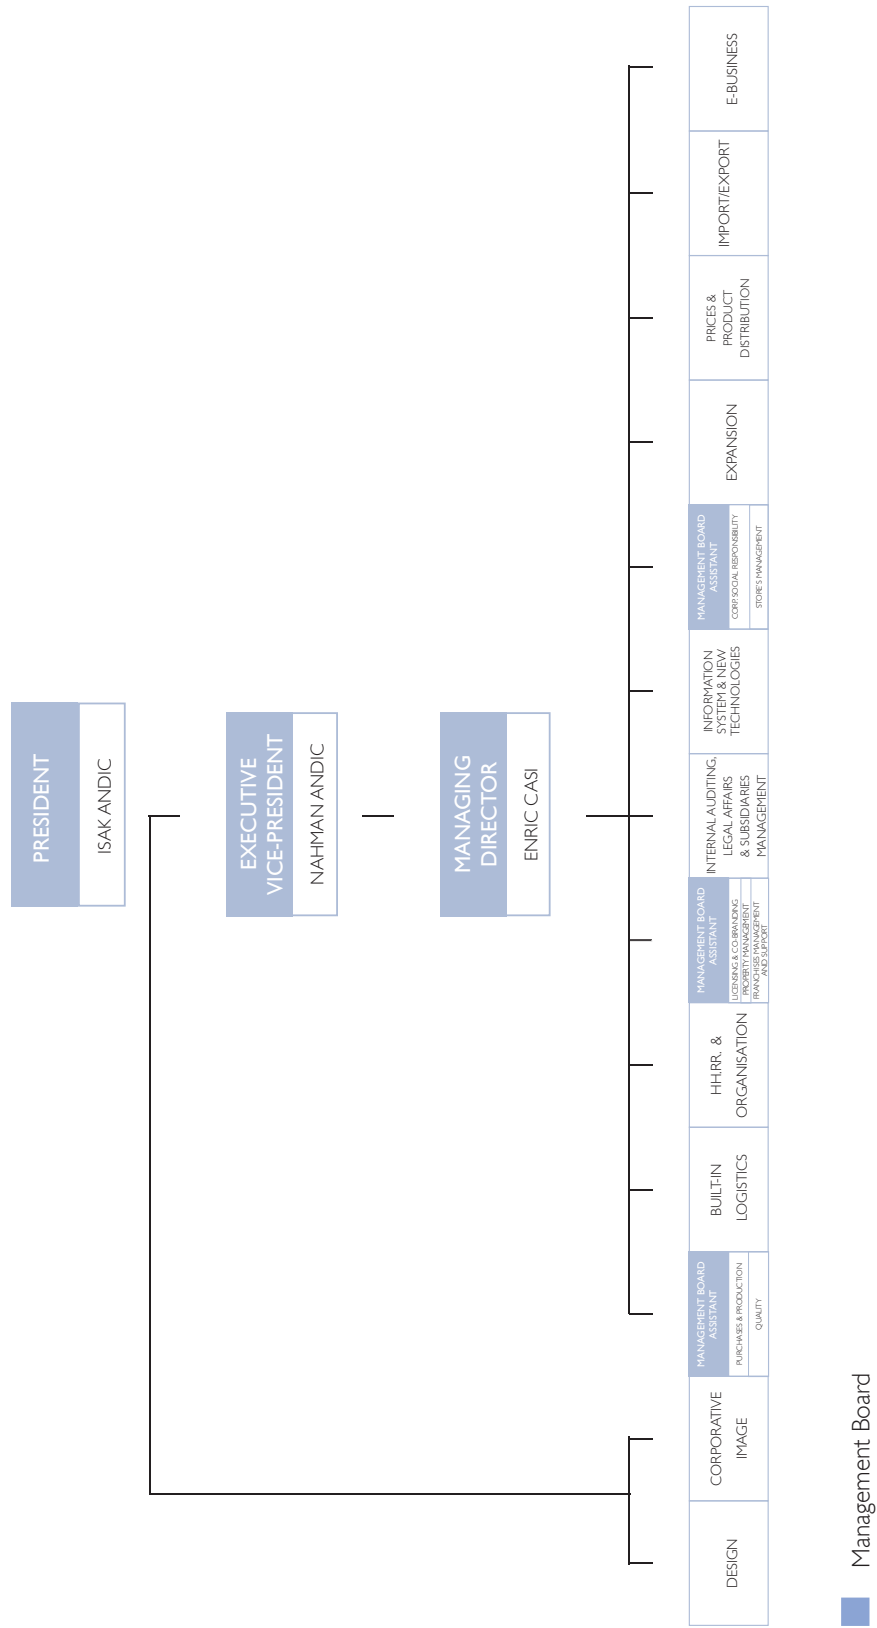 PRESIDENT
ISAK ANDIC
EXECUTIVE
VICE-PRESIDENT
NAHMAN ANDIC
MANAGING
DIRECTOR
ENRIC CASI
DESIGN
CORPORATIVE
IMAGE
MANAGEMENT BOARD
ASSISTANT
PURCHASES & PRODUCTION
QUALITY
BUILT-IN
LOGISTICS
HH.RR. &
ORGANISATION
MANAGEMENT BOARD
ASSISTANT
LICENSING & CO-BRANDING
PROPERTY MANAGEMENT
FRANCHISES MANAGEMENT
AND SUPPORT
INTERNAL AUDITING,
LEGAL AFFAIRS
& SUBSIDIARIES
MANAGEMENT
INFORMATION
SYSTEM & NEW
TECHNOLOGIES
MANAGEMENT BOARD
ASSISTANT
CORP. SOCIAL RESPONSIBILITY
STORE'S MANAGEMENT
EXPANSION
PRICES &
PRODUCT
DISTRIBUTION
IMPORT/EXPORT
E-BUSINESS
Management Board